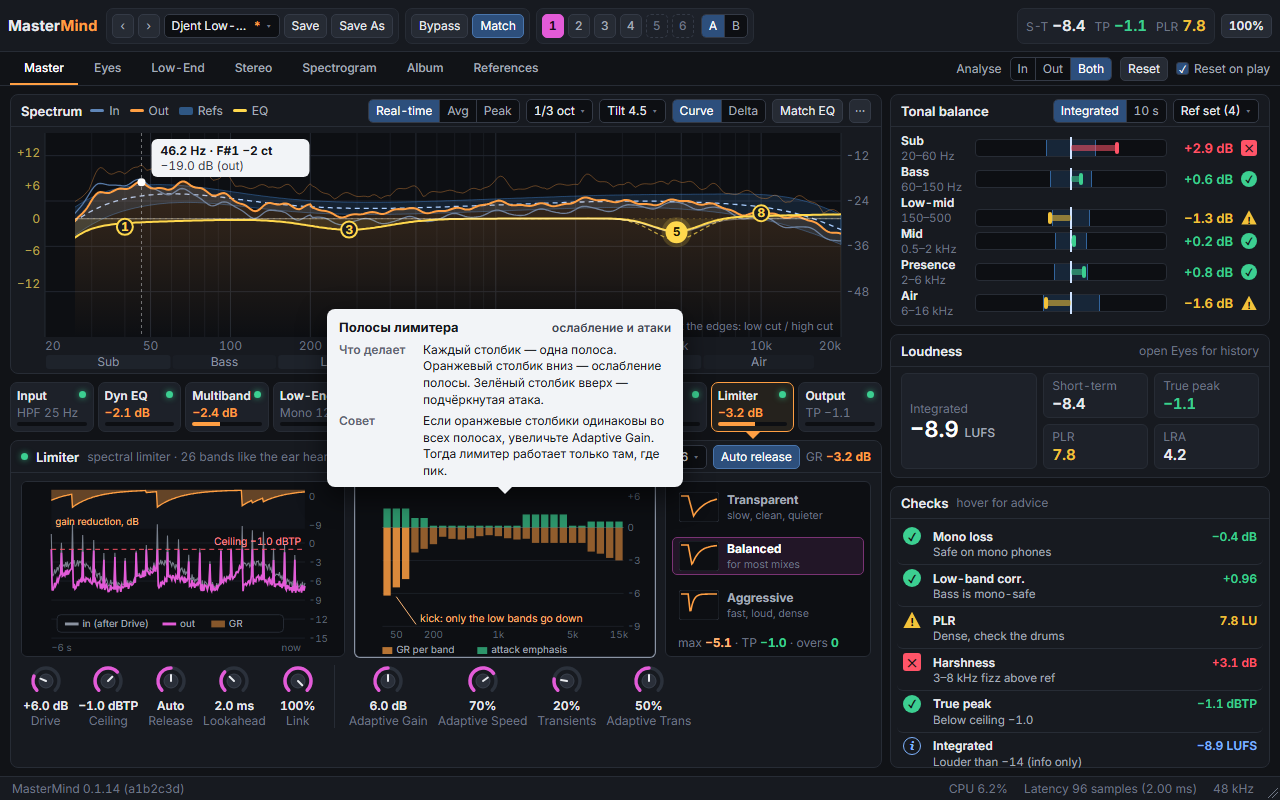 MasterMind ‹ › Djent Low-... * Save Save As Bypass Match 1 2 3 4 5 6 A B S-T −8.4 TP −1.1 PLR 7.8 100%
Master Eyes Low-End Stereo Spectrogram Album References Analyse In Out Both Reset Reset on play
Spectrum In Out Refs EQ Real-time Avg Peak 1/3 oct Tilt 4.5 Curve Delta Match EQ ...
46.2 Hz · F#1 −2 ct
−19.0 dB (out)
+12 −12
+6 −24
0 −36
−6 −48
−12
1 3 5 8
the edges: low cut / high cut
20 50 100 200 10k 20k
Sub Bass Air
Полосы лимитера ослабление и атаки
Что делает Каждый столбик — одна полоса.
Оранжевый столбик вниз — ослабление
полосы. Зелёный столбик вверх —
подчёркнутая атака.
Совет Если оранжевые столбики одинаковы во
всех полосах, увеличьте Adaptive Gain.
Тогда лимитер работает только там, где
пик.
Input
HPF 25 Hz
Dyn EQ
−2.1 dB
Multiband
−2.4 dB
Low-En
Mono 12
Limiter
−3.2 dB
Output
TP −1.1
Limiter spectral limiter · 26 bands like the ear hear Auto release GR −3.2 dB
gain reduction, dB
Ceiling −1.0 dBTP
0
−9
0
−3
−6
−9
−12
−15
in (after Drive) out GR
−6 s now
+6
0
−3
−6
−9
kick: only the low bands go down
50 200 1k 5k 15k
GR per band attack emphasis
Transparent
slow, clean, quieter
Balanced
for most mixes
Aggressive
fast, loud, dense
max −5.1 · TP −1.0 · overs 0
+6.0 dB −1.0 dBTP Auto 2.0 ms 100% 6.0 dB 70% 20% 50%
Drive Ceiling Release Lookahead Link Adaptive Gain Adaptive Speed Transients Adaptive Trans
Tonal balance Integrated 10 s Ref set (4)
Sub +2.9 dB
20–60 Hz
Bass +0.6 dB
60–150 Hz
Low-mid −1.3 dB
150–500
Mid +0.2 dB
0.5–2 kHz
Presence +0.8 dB
2–6 kHz
Air −1.6 dB
6–16 kHz
Loudness open Eyes for history
Integrated
−8.9 LUFS
Short-term
−8.4
True peak
−1.1
PLR
7.8
LRA
4.2
Checks hover for advice
Mono loss −0.4 dB
Safe on mono phones
Low-band corr. +0.96
Bass is mono-safe
PLR 7.8 LU
Dense, check the drums
Harshness +3.1 dB
3–8 kHz fizz above ref
True peak −1.1 dBTP
Below ceiling −1.0
Integrated −8.9 LUFS
Louder than −14 (info only)
MasterMind 0.1.14 (a1b2c3d) CPU 6.2% Latency 96 samples (2.00 ms) 48 kHz